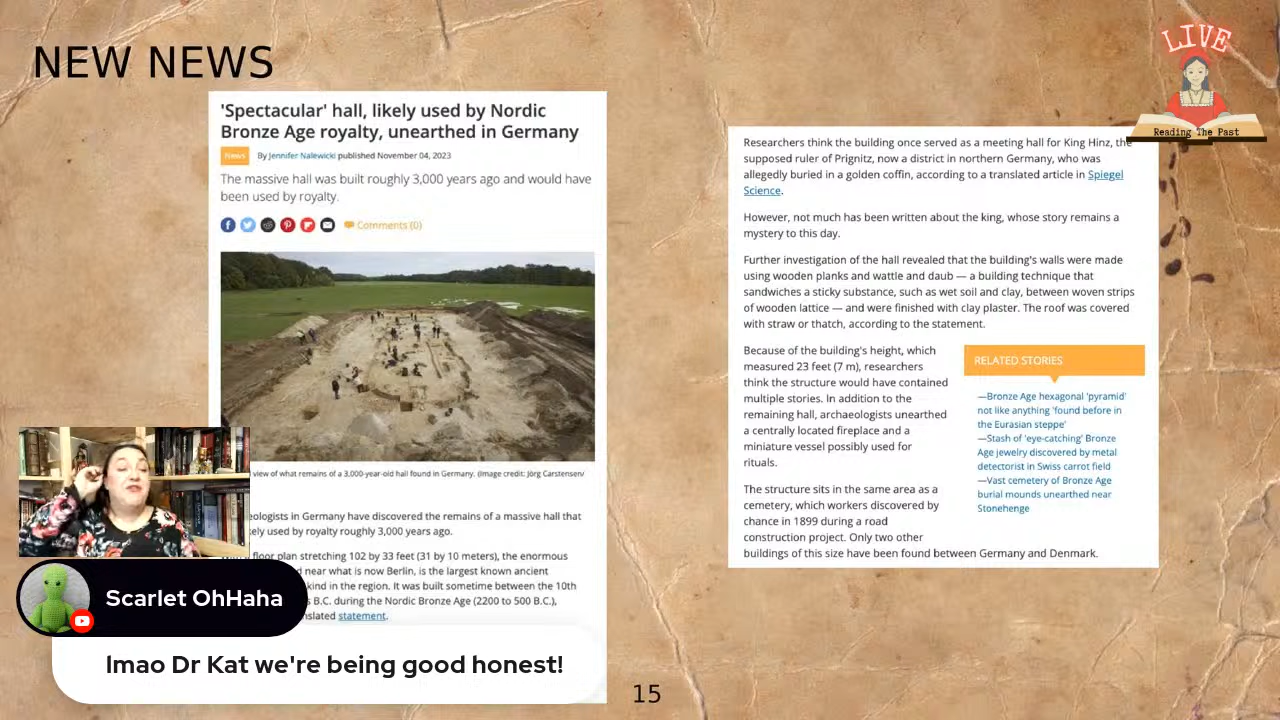 NEW NEWS
LIVE
Reading The Past
'Spectacular' hall, likely used by Nordic
Bronze Age royalty, unearthed in Germany
News
By Jennifer Nalewicki published November 04, 2023
The massive hall was built roughly 3,000 years ago and would have
been used by royalty.
Comments (0)
view of what remains of a 3,000-year-old hall found in Germany. (Image credit: Jörg Carstensen/
eologists in Germany have discovered the remains of a massive hall that
ely used by royalty roughly 3,000 years ago.
floor plan stretching 102 by 33 feet (31 by 10 meters), the enormous
d near what is now Berlin, is the largest known ancient
kind in the region. It was built sometime between the 10th
s B.C. during the Nordic Bronze Age (2200 to 500 B.C.),
nslated statement.
Researchers think the building once served as a meeting hall for King Hinz, the
supposed ruler of Prignitz, now a district in northern Germany, who was
allegedly buried in a golden coffin, according to a translated article in Spiegel
Science.
However, not much has been written about the king, whose story remains a
mystery to this day.
Further investigation of the hall revealed that the building's walls were made
using wooden planks and wattle and daub — a building technique that
sandwiches a sticky substance, such as wet soil and clay, between woven strips
of wooden lattice — and were finished with clay plaster. The roof was covered
with straw or thatch, according to the statement.
Because of the building's height, which
measured 23 feet (7 m), researchers
think the structure would have contained
multiple stories. In addition to the
remaining hall, archaeologists unearthed
a centrally located fireplace and a
miniature vessel possibly used for
rituals.
RELATED STORIES
—Bronze Age hexagonal 'pyramid'
not like anything 'found before in
the Eurasian steppe'
—Stash of 'eye-catching' Bronze
Age jewelry discovered by metal
detectorist in Swiss carrot field
—Vast cemetery of Bronze Age
burial mounds unearthed near
Stonehenge
The structure sits in the same area as a
cemetery, which workers discovered by
chance in 1899 during a road
construction project. Only two other
buildings of this size have been found between Germany and Denmark.
Scarlet OhHaha
lmao Dr Kat we're being good honest!
15